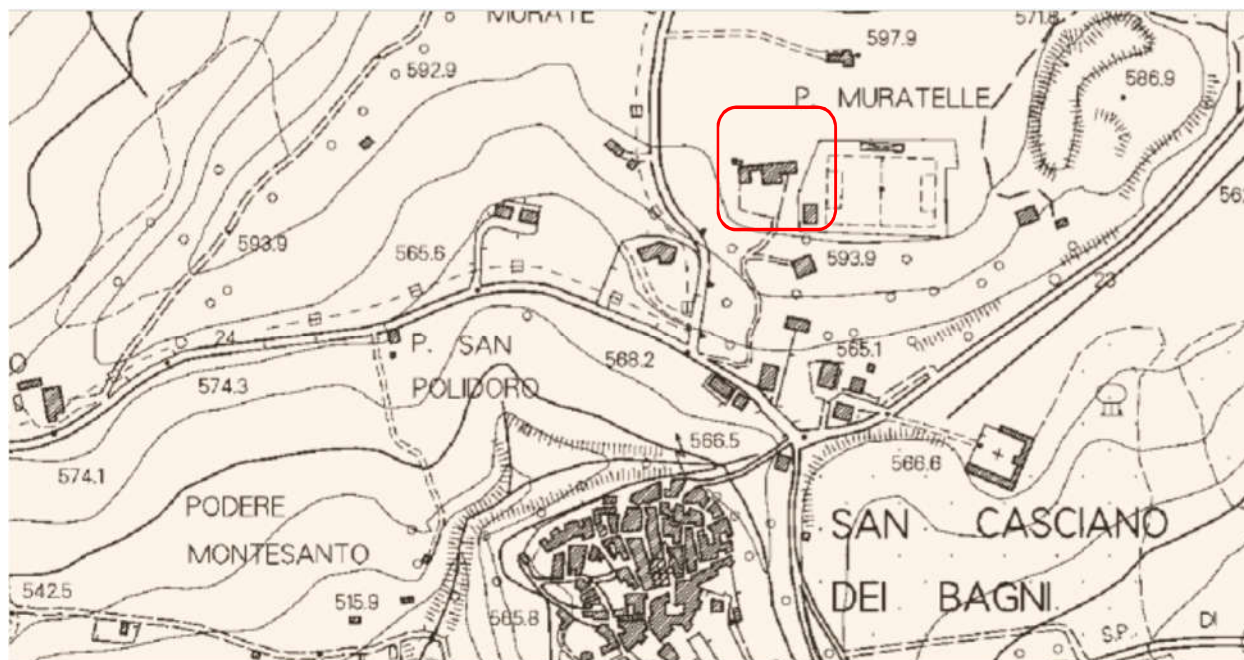 MURATE
571.8
597.9
592.9
586.9
P. MURATELLE
593.9
565.6
593.9
23
24
P. SAN
POLIDORO
568.2
565.1
574.3
574.1
566.5
566.6
PODERE
MONTESANTO
SAN CASCIANO
DEI BAGNI
542.5
515.9
565.8
S.P.
DI